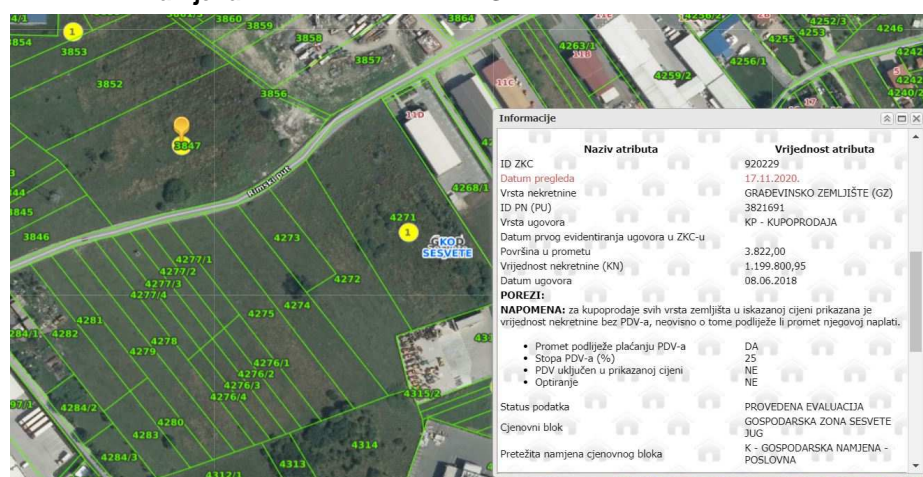 3860
3859
3864
3854
1
3853
3858
3857
3852
3856
4263/1
11B
11C
4259/2
4256/1
4255
4253
4252/3
4246
3847
11D
4268/1
3845
3846
4271
1
GKOP
SESVETE
4273
4272
4277/1
4277/2
4277/3
4277/4
4274
4275
4281
4282
4278
4279
4276/1
4276/2
4276/3
4276/4
4315/2
4284/2
4280
4283
4284/3
4314
4313
4312/1
Informacije
Naziv atributa Vrijednost atributa
ID ZKC 920229
Datum pregleda 17.11.2020.
Vrsta nekretnine GRAĐEVINSKO ZEMLJIŠTE (GZ)
ID PN (PU) 3821691
Vrsta ugovora KP - KUPOPRODAJA
Datum prvog evidentiranja ugovora u ZKC-u
Površina u prometu 3.822,00
Vrijednost nekretnine (KN) 1.199.800,95
Datum ugovora 08.06.2018
POREZI:
NAPOMENA: za kupoprodaje svih vrsta zemljišta u iskazanoj cijeni prikazana je
vrijednost nekretnine bez PDV-a, neovisno o tome podliježe li promet njegovoj naplati.
• Promet podliježe plaćanju PDV-a DA
• Stopa PDV-a (%) 25
• PDV uključen u prikazanoj cijeni NE
• Optiranje NE
Status podatka PROVEDENA EVALUACIJA
Cjenovni blok GOSPODARSKA ZONA SESVETE
JUG
Pretežita namjena cjenovnog bloka K - GOSPODARSKA NAMJENA -
POSLOVNA